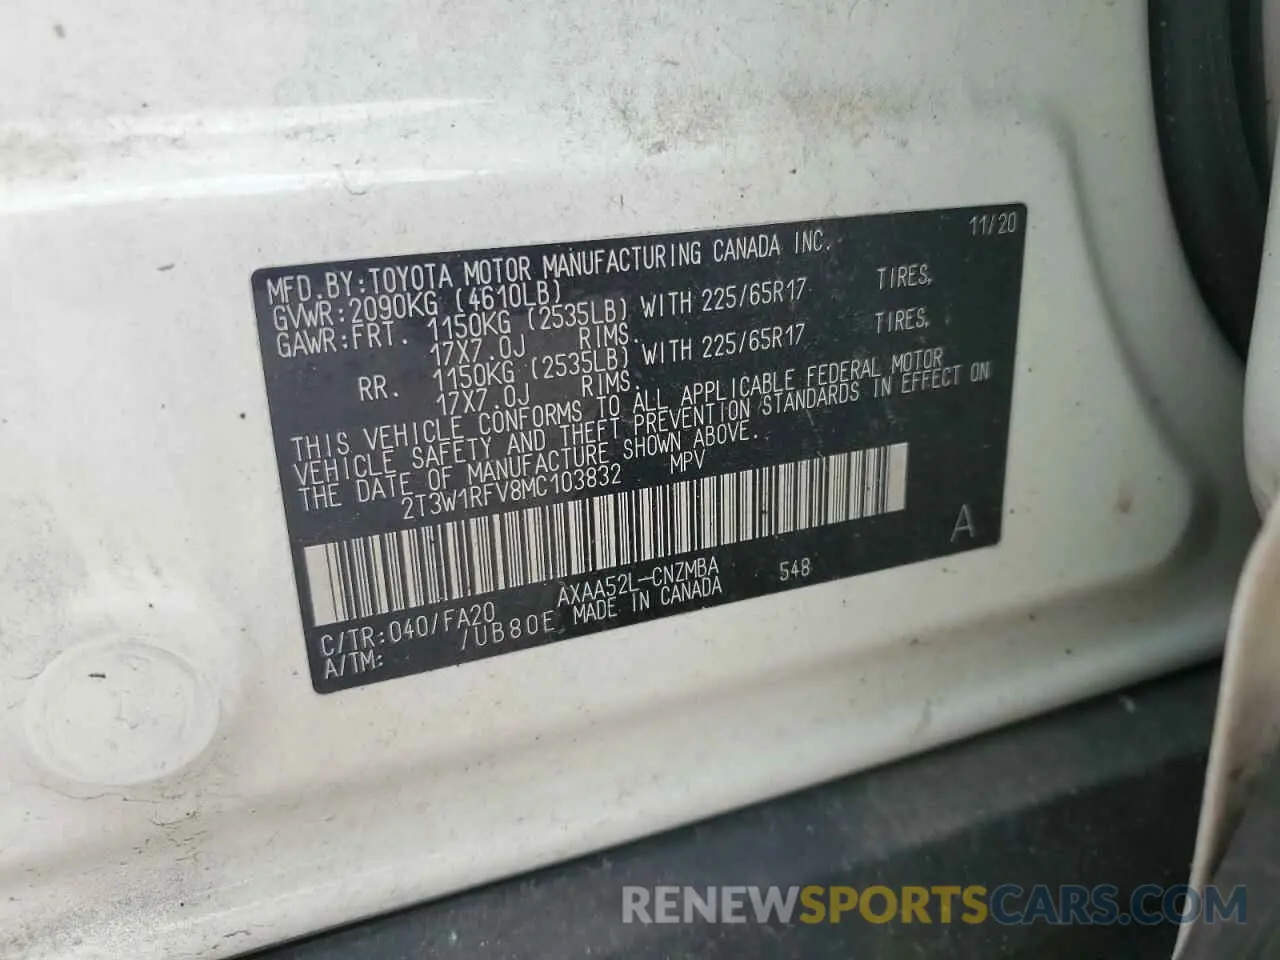 MFD.BY:TOYOTA MOTOR MANUFACTURING CANADA INC. 11/20
GVWR:2090KG (4610LB)
GAWR:FRT. 1150KG (2535LB) WITH 225/65R17 TIRES,
17X7.0J RIMS.
RR. 1150KG (2535LB) WITH 225/65R17 TIRES,
17X7.0J RIMS.
THIS VEHICLE CONFORMS TO ALL APPLICABLE FEDERAL MOTOR
VEHICLE SAFETY AND THEFT PREVENTION STANDARDS IN EFFECT ON
THE DATE OF MANUFACTURE SHOWN ABOVE.
2T3W1RFV8MC103832 MPV
A
C/TR:040/FA20 AXAA52L-CNZMBA 548
A/TM: /UB80E MADE IN CANADA
RENEWSPORTSCARS.COM